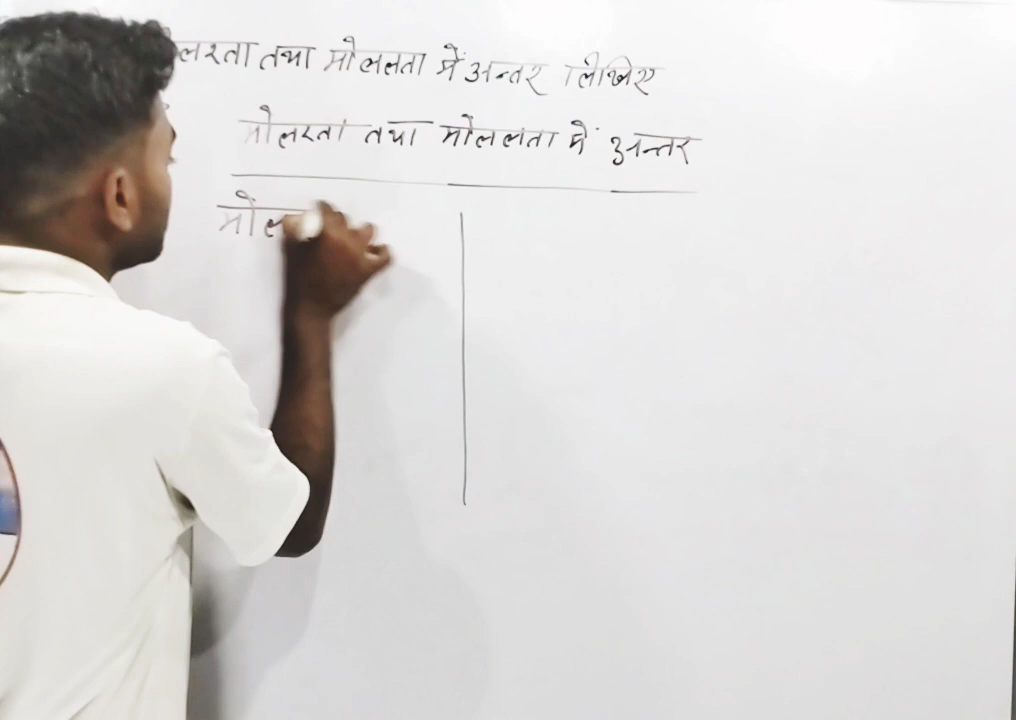 लरता तथा मोललता में अन्तर लिखिए
मोलरता तथा मोललता में अन्तर
मोल